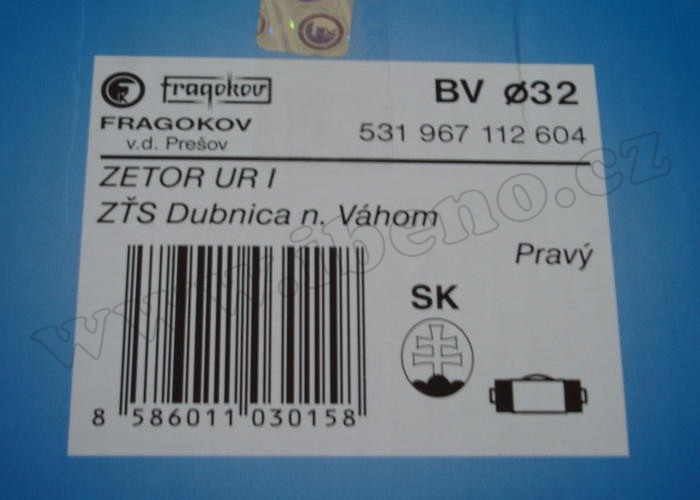 fragokov
BV ø32
FRAGOKOV
v.d. Prešov
531 967 112 604
ZETOR UR I
ZŤS Dubnica n. Váhom
Pravý
SK
8 586011 030158
www.ibeno.cz